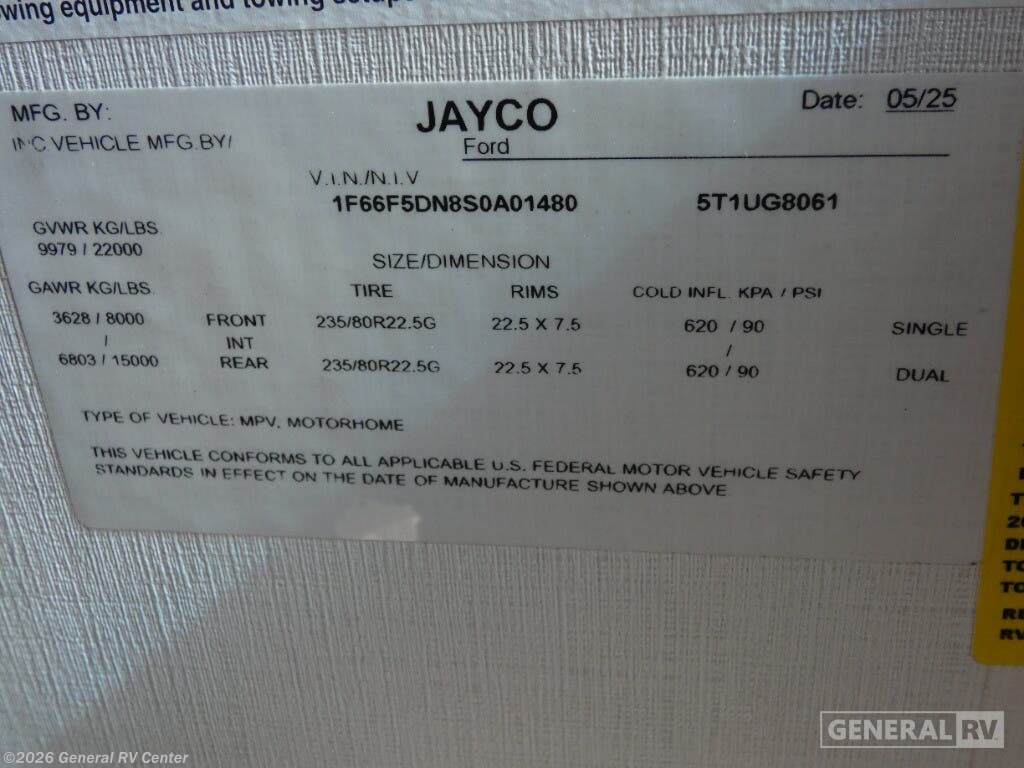 wing equipment and towing setup
MFG. BY: JAYCO Date: 05/25
INC VEHICLE MFG.BY/ Ford
V.I.N./N.I.V
1F66F5DN8S0A01480 5T1UG8061
GVWR KG/LBS.
9979 / 22000
SIZE/DIMENSION
GAWR KG/LBS. TIRE RIMS COLD INFL. KPA / PSI
3628 / 8000 FRONT 235/80R22.5G 22.5 X 7.5 620 / 90 SINGLE
/ INT /
6803 / 15000 REAR 235/80R22.5G 22.5 X 7.5 620 / 90 DUAL
TYPE OF VEHICLE: MPV, MOTORHOME
THIS VEHICLE CONFORMS TO ALL APPLICABLE U.S. FEDERAL MOTOR VEHICLE SAFETY
STANDARDS IN EFFECT ON THE DATE OF MANUFACTURE SHOWN ABOVE
GENERAL RV
©2026 General RV Center